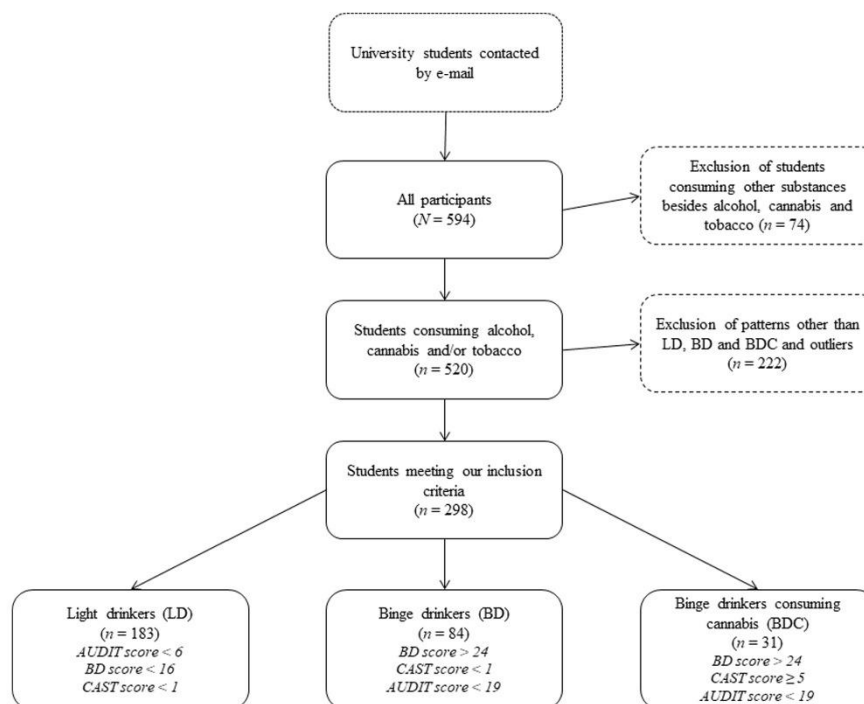 University students contacted
by e-mail
All participants
(N = 594)
Exclusion of students
consuming other substances
besides alcohol, cannabis and
tobacco (n = 74)
Students consuming alcohol,
cannabis and/or tobacco
(n = 520)
Exclusion of patterns other than
LD, BD and BDC and outliers
(n = 222)
Students meeting our inclusion
criteria
(n = 298)
Light drinkers (LD)
(n = 183)
AUDIT score < 6
BD score < 16
CAST score < 1
Binge drinkers (BD)
(n = 84)
BD score > 24
CAST score < 1
AUDIT score < 19
Binge drinkers consuming
cannabis (BDC)
(n = 31)
BD score > 24
CAST score ≥ 5
AUDIT score < 19